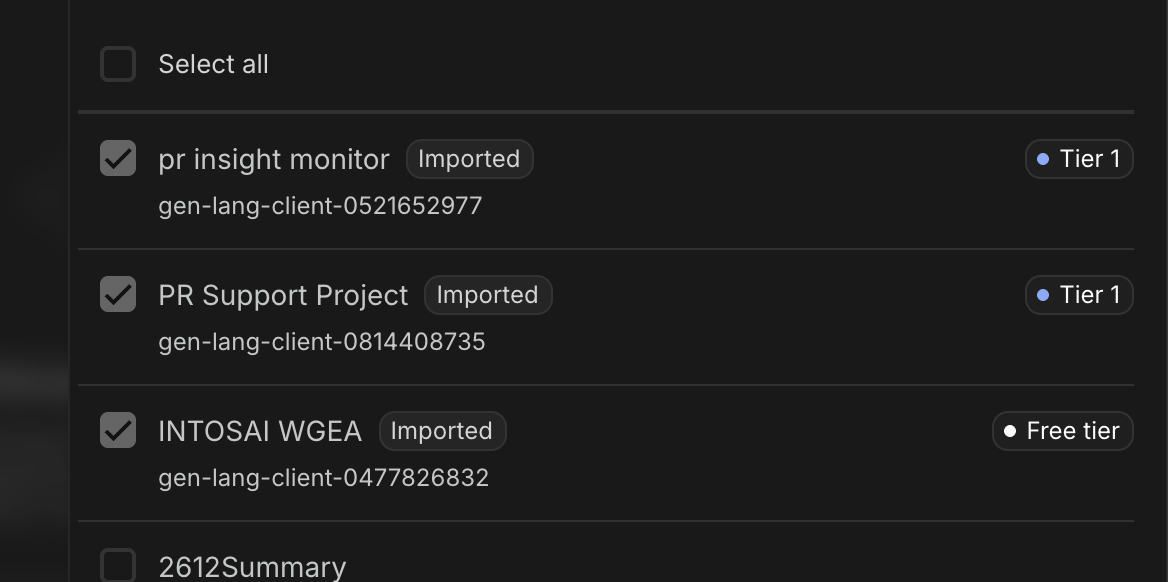 Select all
pr insight monitor Imported Tier 1
gen-lang-client-0521652977
PR Support Project Imported Tier 1
gen-lang-client-0814408735
INTOSAI WGEA Imported Free tier
gen-lang-client-0477826832
2612Summary